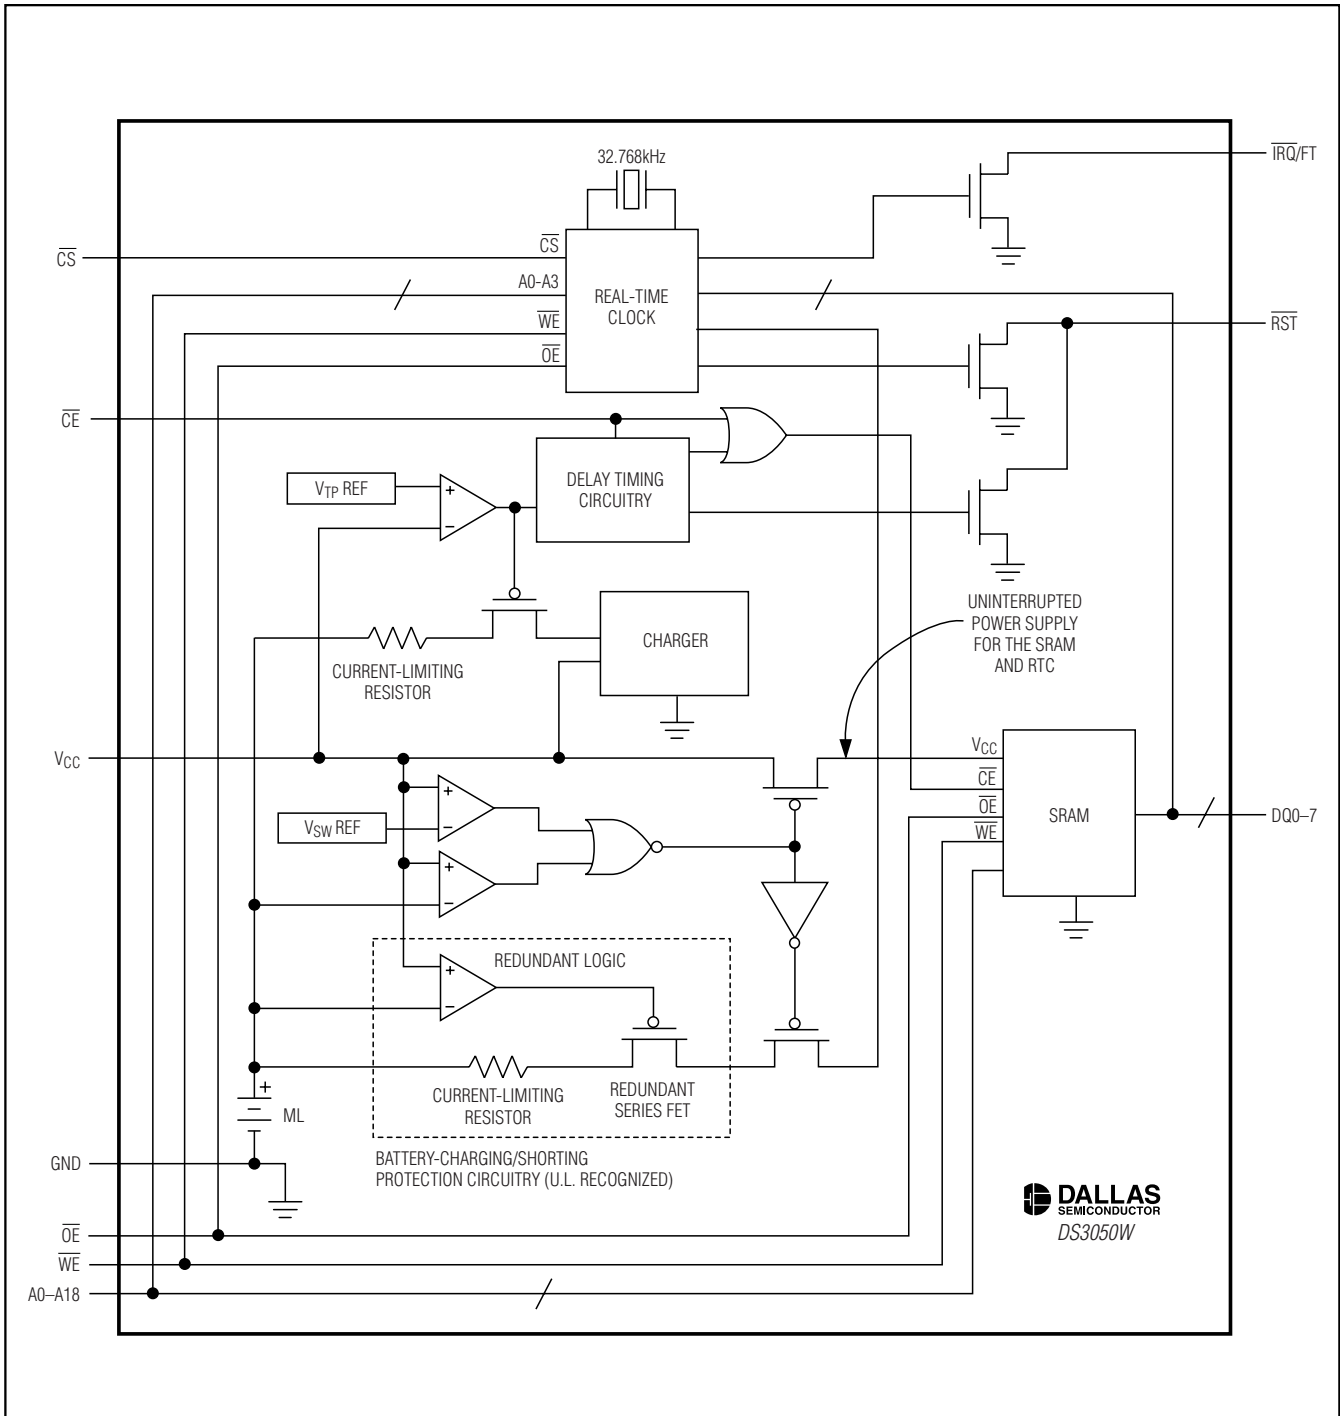 32.768kHz
IRQ/FT
CS
CS
A0-A3
REAL-TIME
CLOCK
WE
OE
RST
CE
DELAY TIMING
CIRCUITRY
VTP REF
+
−
UNINTERRUPTED
POWER SUPPLY
FOR THE SRAM
AND RTC
CHARGER
CURRENT-LIMITING
RESISTOR
VCC
VCC
CE
OE
WE
SRAM
DQ0–7
+
VSW REF
−
+
−
REDUNDANT LOGIC
+
−
CURRENT-LIMITING
RESISTOR
REDUNDANT
SERIES FET
+
ML
BATTERY-CHARGING/SHORTING
PROTECTION CIRCUITRY (U.L. RECOGNIZED)
GND
DALLAS
SEMICONDUCTOR
DS3050W
OE
WE
A0–A18